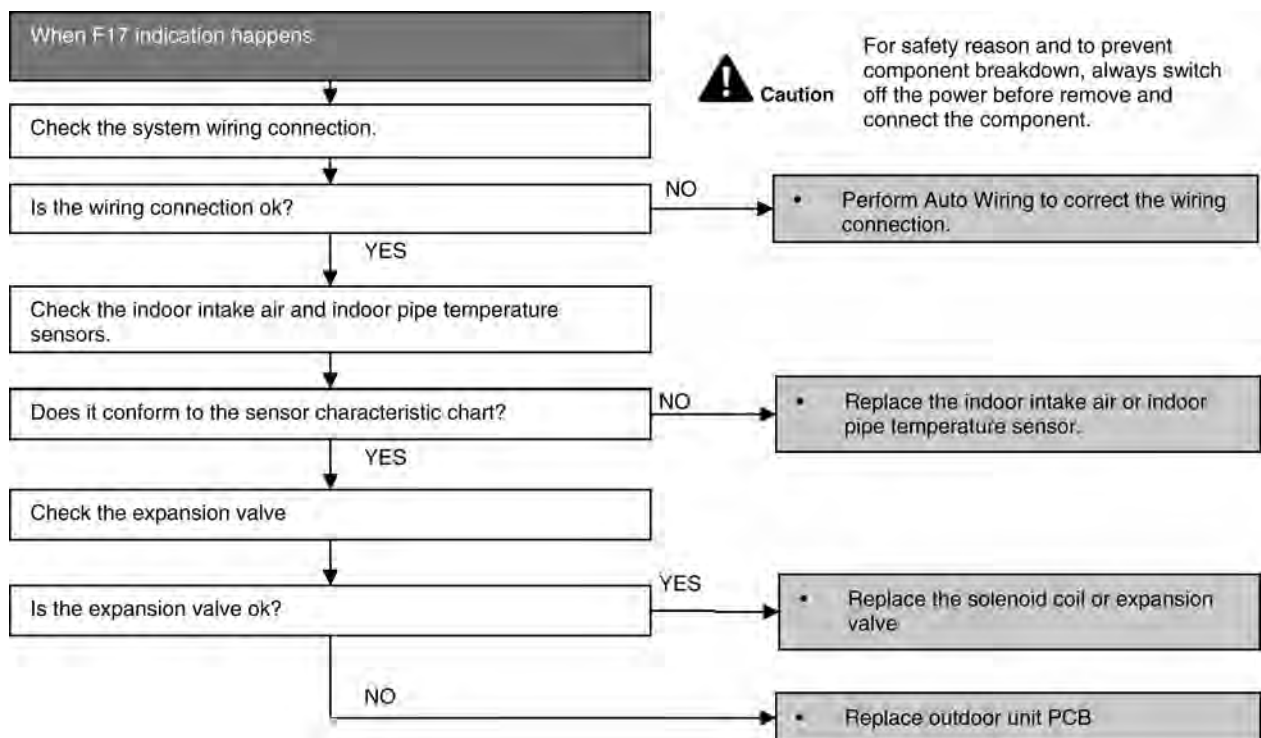 When F17 indication happens
For safety reason and to prevent
component breakdown, always switch
off the power before remove and
connect the component.
Caution
Check the system wiring connection.
Is the wiring connection ok?
NO
• Perform Auto Wiring to correct the wiring
connection.
YES
Check the indoor intake air and indoor pipe temperature
sensors.
Does it conform to the sensor characteristic chart?
NO
• Replace the indoor intake air or indoor
pipe temperature sensor.
YES
Check the expansion valve
Is the expansion valve ok?
YES
• Replace the solenoid coil or expansion
valve
NO
• Replace outdoor unit PCB